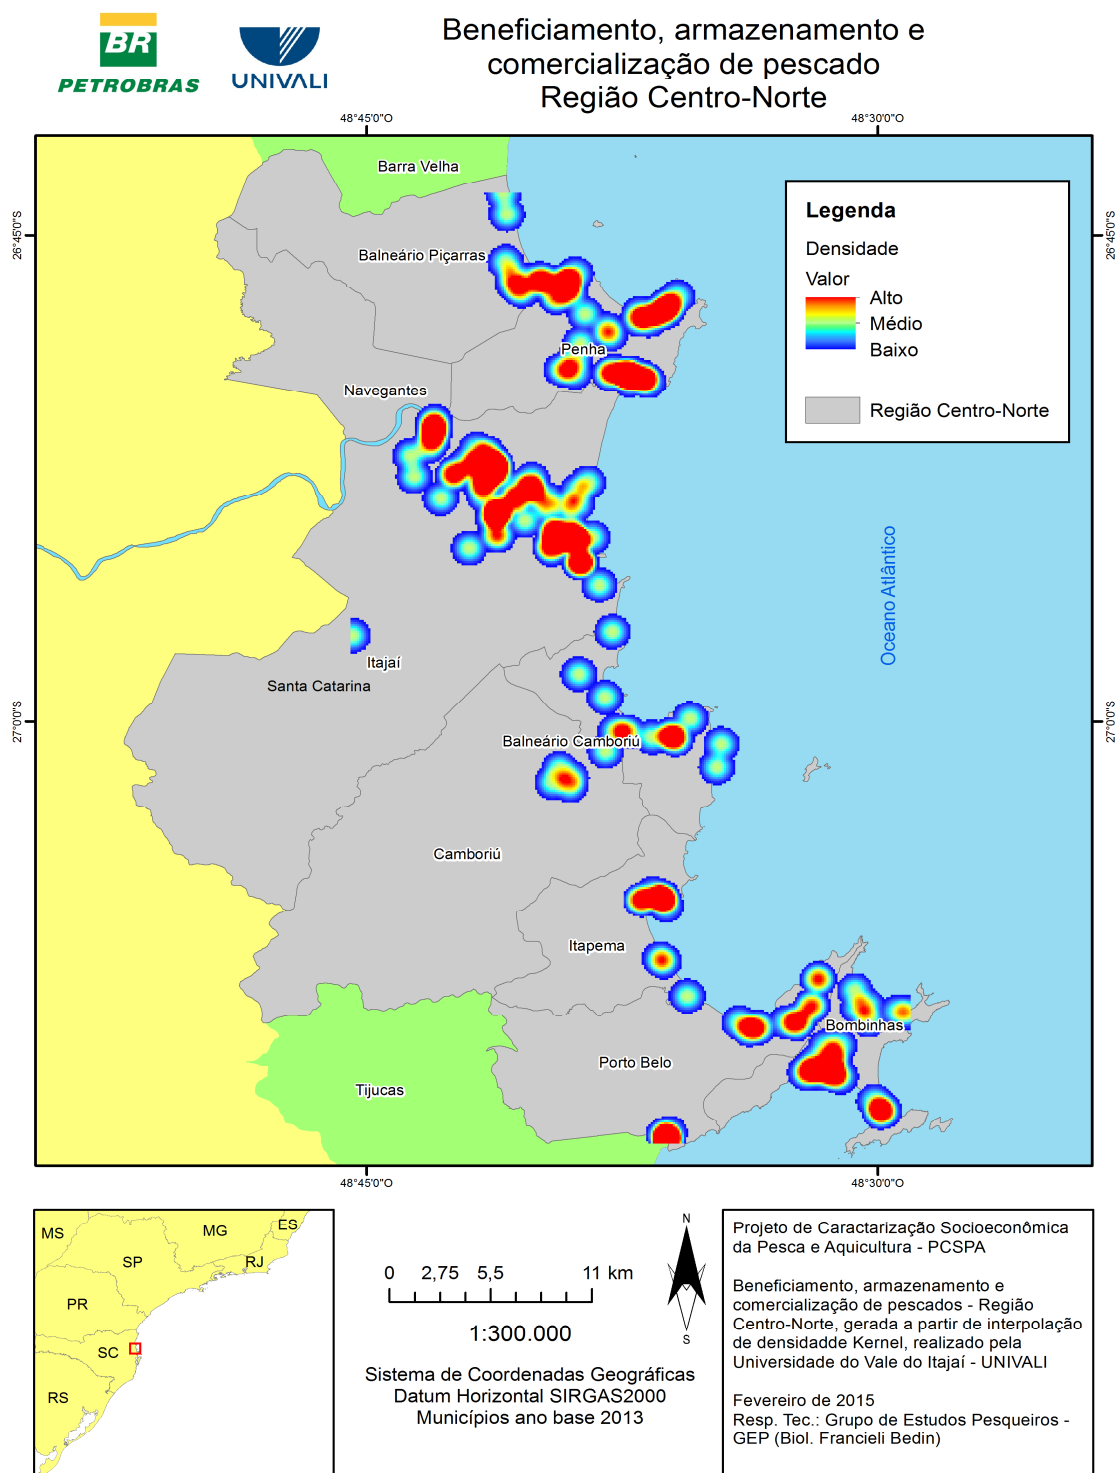 BR
PETROBRAS
UNIVALI
Beneficiamento, armazenamento e
comercialização de pescado
Região Centro-Norte
48°45'0"O
48°30'0"O
26°45'0"S
26°45'0"S
27°0'0"S
27°0'0"S
Barra Velha
Balneário Piçarras
Penha
Navegantes
Itajaí
Santa Catarina
Balneário Camboriú
Camboriú
Itapema
Bombinhas
Porto Belo
Tijucas
Oceano Atlântico
Legenda
Densidade
Valor
Alto
Médio
Baixo
Região Centro-Norte
48°45'0"O
48°30'0"O
MS
MG
ES
SP
RJ
PR
SC
RS
0 2,75 5,5 11 km
1:300.000
Sistema de Coordenadas Geográficas
Datum Horizontal SIRGAS2000
Municípios ano base 2013
N
S
Projeto de Caractarização Socioeconômica
da Pesca e Aquicultura - PCSPA
Beneficiamento, armazenamento e
comercialização de pescados - Região
Centro-Norte, gerada a partir de interpolação
de densidadde Kernel, realizado pela
Universidade do Vale do Itajaí - UNIVALI
Fevereiro de 2015
Resp. Tec.: Grupo de Estudos Pesqueiros -
GEP (Biol. Francieli Bedin)